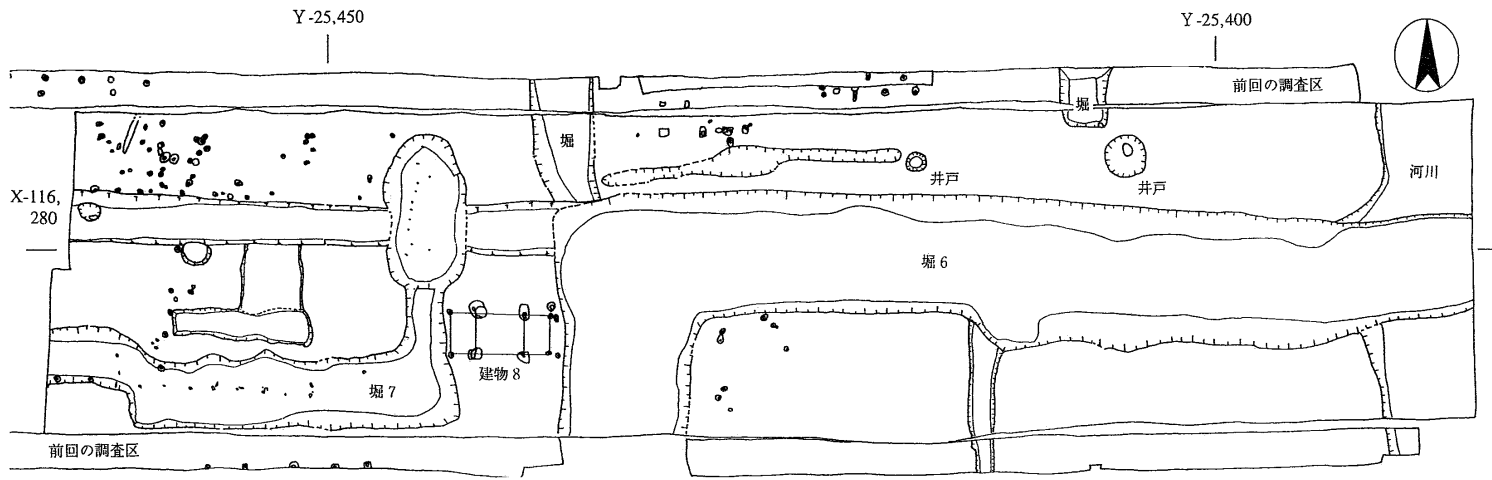 Y-25,450
Y-25,400
前回の調査区
堀
堀
井戸
井戸
河川
X-116,
280
堀6
建物8
堀7
前回の調査区